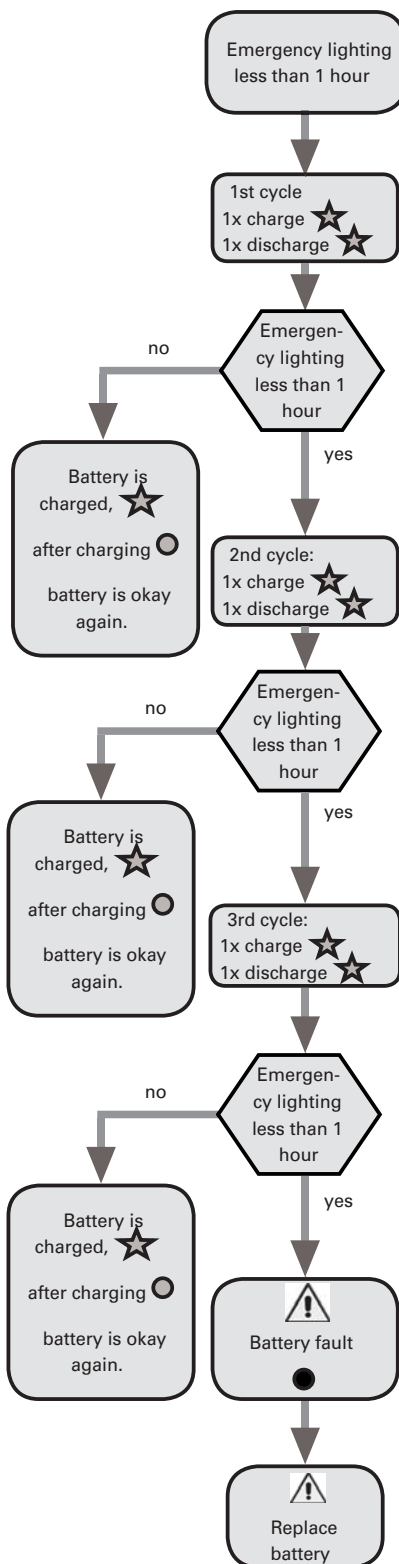 Emergency lighting
less than 1 hour
1st cycle
1x charge
1x discharge
Emergen-
cy lighting
less than 1
hour
no
yes
Battery is
charged,
after charging
battery is okay
again.
2nd cycle:
1x charge
1x discharge
Emergen-
cy lighting
less than 1
hour
no
yes
Battery is
charged,
after charging
battery is okay
again.
3rd cycle:
1x charge
1x discharge
Emergen-
cy lighting
less than 1
hour
no
yes
Battery is
charged,
after charging
battery is okay
again.
Battery fault
Replace
battery